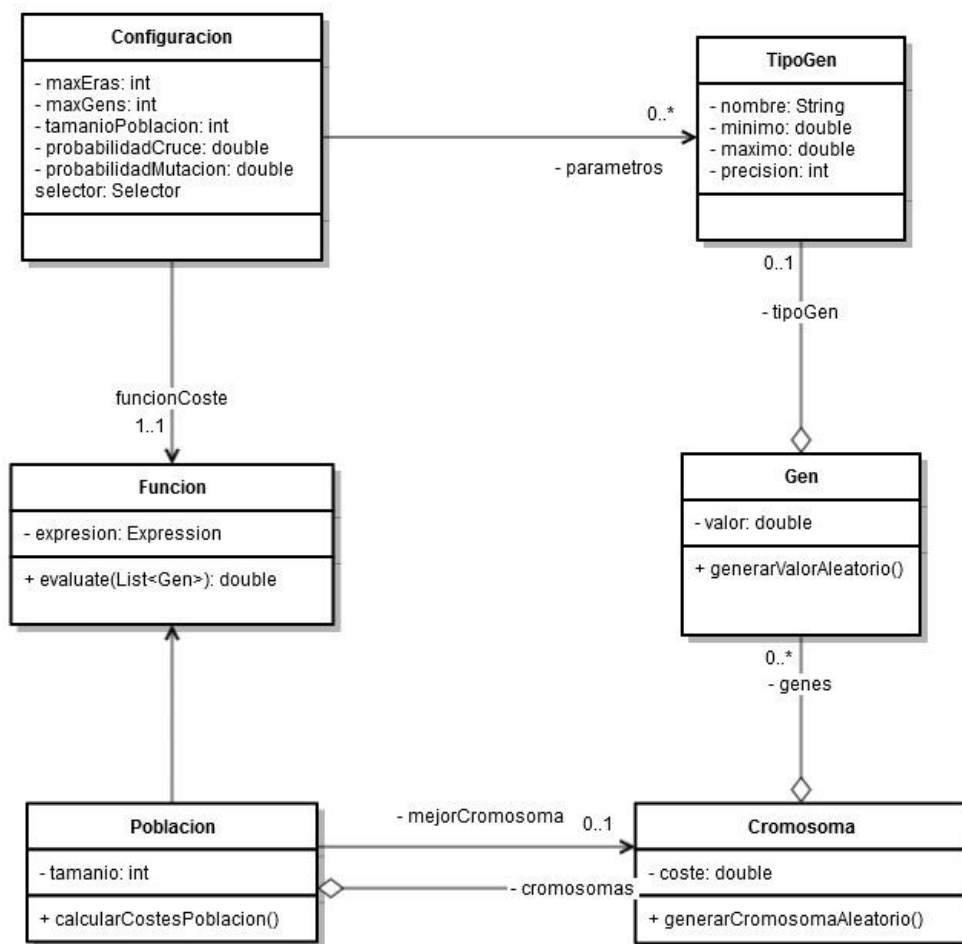 Configuracion
- maxEras: int
- maxGens: int
- tamanioPoblacion: int
- probabilidadCruce: double
- probabilidadMutacion: double
selector: Selector
0..*
- parametros
TipoGen
- nombre: String
- minimo: double
- maximo: double
- precision: int
0..1
- tipoGen
funcionCoste
1..1
Funcion
- expresion: Expression
+ evaluate(List<Gen>): double
Gen
- valor: double
+ generarValorAleatorio()
0..*
- genes
Poblacion
- tamanio: int
+ calcularCostesPoblacion()
- mejorCromosoma
0..1
- cromosomas
Cromosoma
- coste: double
+ generarCromosomaAleatorio()